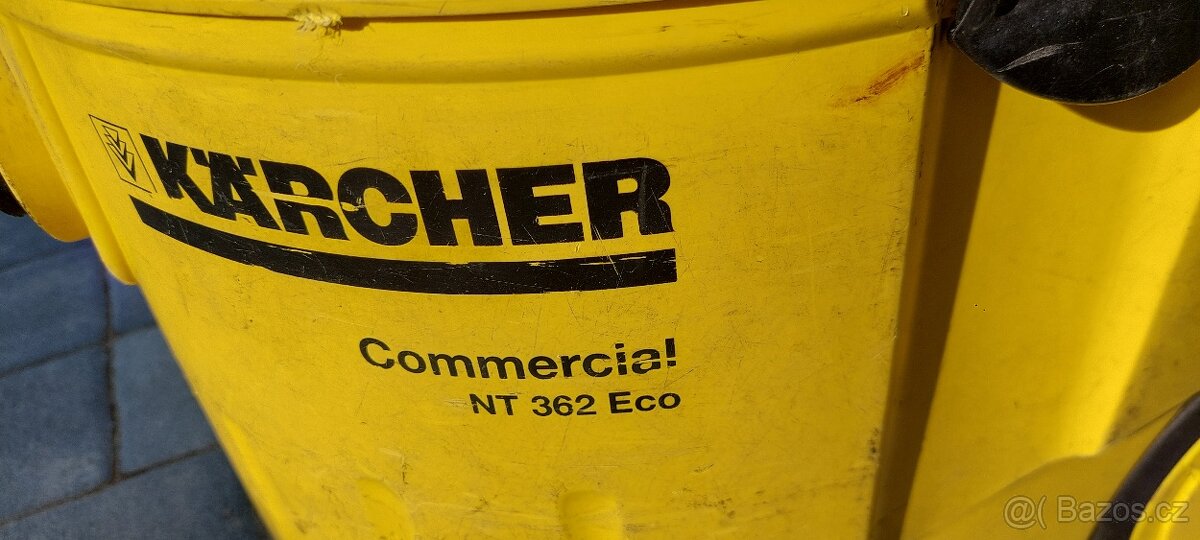 KÄRCHER
Commercial
NT 362 Eco
@( Bazos.cz